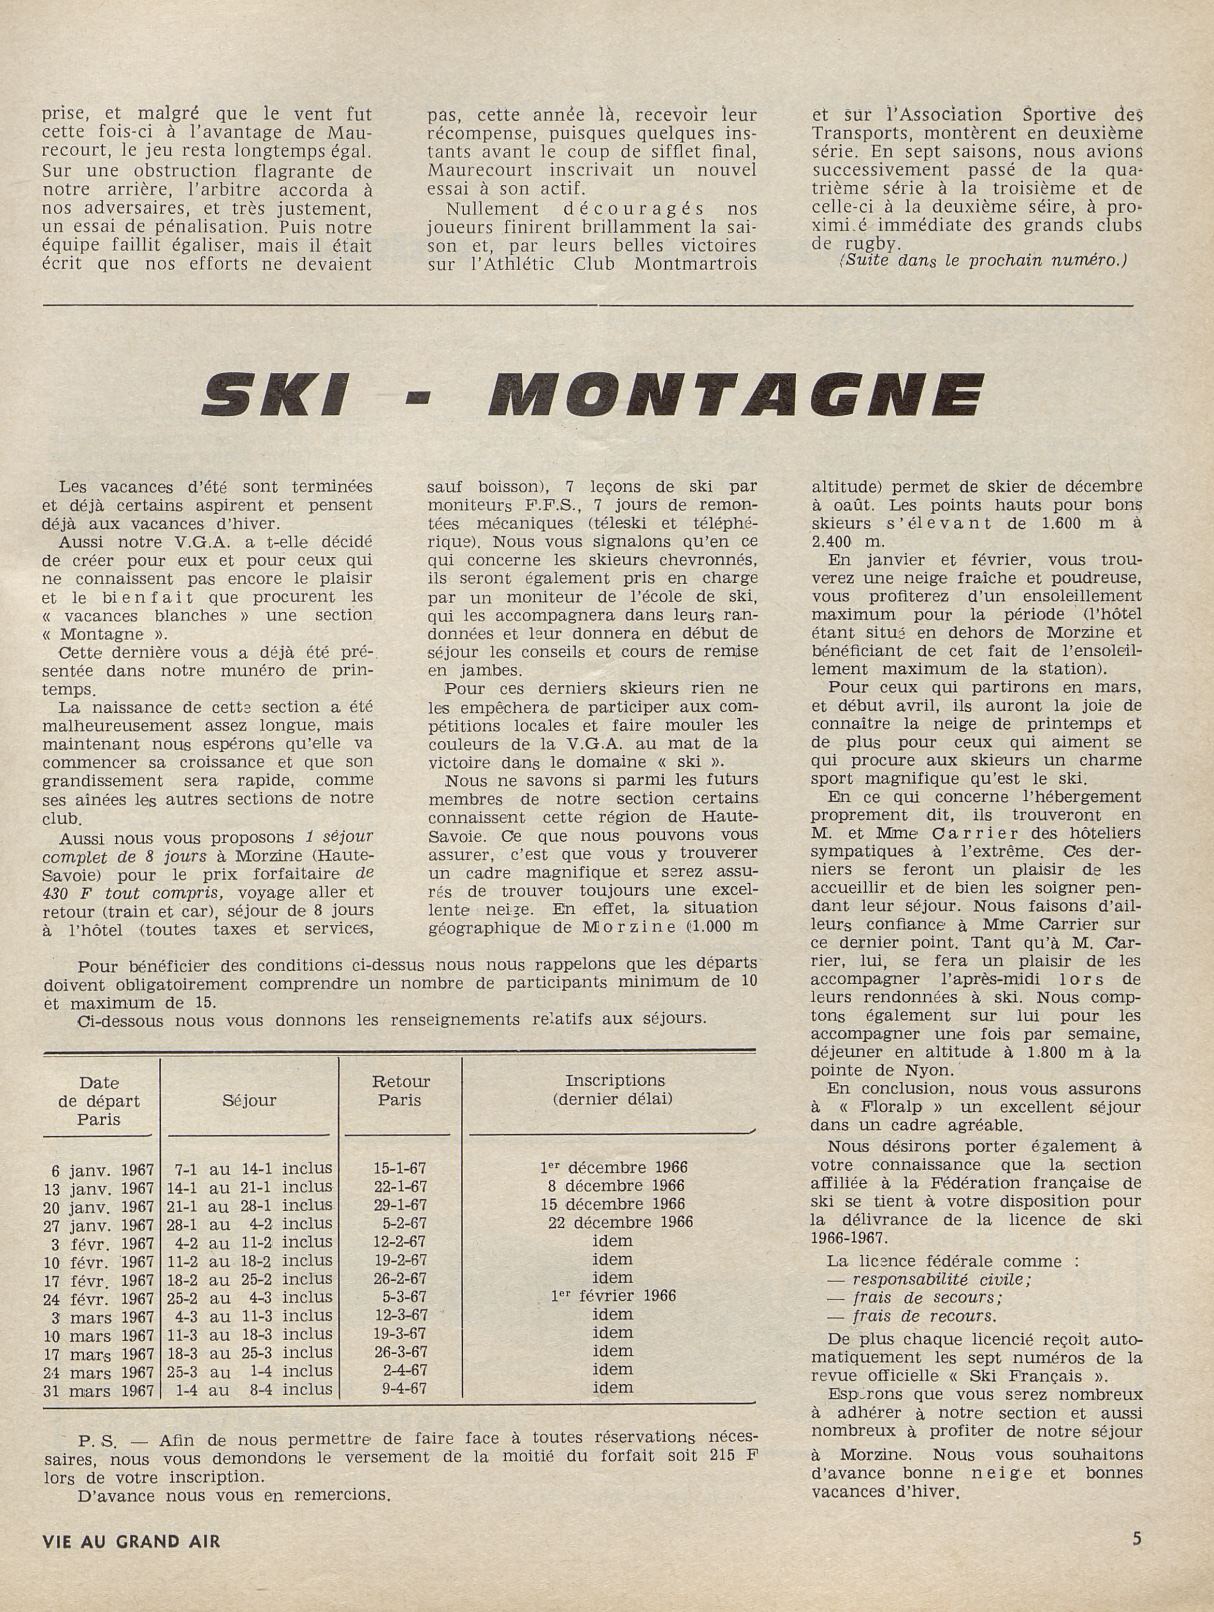 prise, et malgré que le vent fut
cette fois-ci à l'avantage de Mau-
recourt, le jeu resta longtemps égal.
Sur une obstruction flagrante de
notre arrière, l'arbitre accorda à
nos adversaires, et très justement,
un essai de pénalisation. Puis notre
équipe faillit égaliser, mais il était
écrit que nos efforts ne devaient
pas, cette année là, recevoir leur
récompense, puisques quelques ins-
tants avant le coup de sifflet final,
Maurecourt inscrivait un nouvel
essai à son actif.
Nullement découragés nos
joueurs finirent brillamment la sai-
son et, par leurs belles victoires
sur l'Athlétic Club Montmartrois
et sur l'Association Sportive des
Transports, montèrent en deuxième
série. En sept saisons, nous avions
successivement passé de la qua-
trième série à la troisième et de
celle-ci à la deuxième séire, à pro-
ximi é immédiate des grands clubs
de rugby.
(Suite dans le prochain numéro.)
SKI - MONTAGNE
Les vacances d'été sont terminées
et déjà certains aspirent et pensent
déjà aux vacances d'hiver.
Aussi notre V.G.A. a t-elle décidé
de créer pour eux et pour ceux qui
ne connaissent pas encore le plaisir
et le bienfait que procurent les
« vacances blanches » une section
« Montagne ».
Cette dernière vous a déjà été pré-
sentée dans notre munéro de prin-
temps.
La naissance de cette section a été
malheureusement assez longue, mais
maintenant nous espérons qu'elle va
commencer sa croissance et que son
grandissement sera rapide, comme
ses aînées les autres sections de notre
club.
Aussi nous vous proposons 1 séjour
complet de 8 jours à Morzine (Haute-
Savoie) pour le prix forfaitaire de
430 F tout compris, voyage aller et
retour (train et car), séjour de 8 jours
à l'hôtel (toutes taxes et services,
sauf boisson), 7 leçons de ski par
moniteurs F.F.S., 7 jours de remon-
tées mécaniques (téleski et téléphé-
rique). Nous vous signalons qu'en ce
qui concerne les skieurs chevronnés,
ils seront également pris en charge
par un moniteur de l'école de ski,
qui les accompagnera dans leurs ran-
données et leur donnera en début de
séjour les conseils et cours de remise
en jambes.
Pour ces derniers skieurs rien ne
les empêchera de participer aux com-
pétitions locales et faire mouler les
couleurs de la V.G.A. au mat de la
victoire dans le domaine « ski ».
Nous ne savons si parmi les futurs
membres de notre section certains
connaissent cette région de Haute-
Savoie. Ce que nous pouvons vous
assurer, c'est que vous y trouverer
un cadre magnifique et serez assu-
rés de trouver toujours une excel-
lente neige. En effet, la situation
géographique de Morzine (1.000 m
altitude) permet de skier de décembre
à oaût. Les points hauts pour bons
skieurs s'élevant de 1.600 m à
2.400 m.
En janvier et février, vous trou-
verez une neige fraîche et poudreuse,
vous profiterez d'un ensoleillement
maximum pour la période (l'hôtel
étant situé en dehors de Morzine et
bénéficiant de cet fait de l'ensoleil-
lement maximum de la station).
Pour ceux qui partirons en mars,
et début avril, ils auront la joie de
connaître la neige de printemps et
de plus pour ceux qui aiment se
qui procure aux skieurs un charme
sport magnifique qu'est le ski.
En ce qui concerne l'hébergement
proprement dit, ils trouveront en
M. et Mme Carrier des hôteliers
sympatiques à l'extrême. Ces der-
niers se feront un plaisir de les
accueillir et de bien les soigner pen-
dant leur séjour. Nous faisons d'ail-
leurs confiance à Mme Carrier sur
ce dernier point. Tant qu'à M. Car-
rier, lui, se fera un plaisir de les
accompagner l'après-midi lors de
leurs rendonnées à ski. Nous comp-
tons également sur lui pour les
accompagner une fois par semaine,
déjeuner en altitude à 1.800 m à la
pointe de Nyon.
En conclusion, nous vous assurons
à « Floralp » un excellent séjour
dans un cadre agréable.
Nous désirons porter également à
votre connaissance que la section
affiliée à la Fédération française de
ski se tient à votre disposition pour
la délivrance de la licence de ski
1966-1967.
La licence fédérale comme :
— responsabilité civile;
— frais de secours;
— frais de recours.
De plus chaque licencié reçoit auto-
matiquement les sept numéros de la
revue officielle « Ski Français ».
Esp rons que vous serez nombreux
à adhérer à notre section et aussi
nombreux à profiter de notre séjour
à Morzine. Nous vous souhaitons
d'avance bonne neige et bonnes
vacances d'hiver.
Pour bénéficier des conditions ci-dessus nous nous rappelons que les départs
doivent obligatoirement comprendre un nombre de participants minimum de 10
et maximum de 15.
Ci-dessous nous vous donnons les renseignements relatifs aux séjours.
Date de départ Paris | Séjour | Retour Paris | Inscriptions (dernier délai)
6 janv. 1967 7-1 au 14-1 inclus 15-1-67 1er décembre 1966
13 janv. 1967 14-1 au 21-1 inclus 22-1-67 8 décembre 1966
20 janv. 1967 21-1 au 28-1 inclus 29-1-67 15 décembre 1966
27 janv. 1967 28-1 au 4-2 inclus 5-2-67 22 décembre 1966
3 févr. 1967 4-2 au 11-2 inclus 12-2-67 idem
10 févr. 1967 11-2 au 18-2 inclus 19-2-67 idem
17 févr. 1967 18-2 au 25-2 inclus 26-2-67 idem
24 févr. 1967 25-2 au 4-3 inclus 5-3-67 1er février 1966
3 mars 1967 4-3 au 11-3 inclus 12-3-67 idem
10 mars 1967 11-3 au 18-3 inclus 19-3-67 idem
17 mars 1967 18-3 au 25-3 inclus 26-3-67 idem
24 mars 1967 25-3 au 1-4 inclus 2-4-67 idem
31 mars 1967 1-4 au 8-4 inclus 9-4-67 idem
P. S. — Afin de nous permettre de faire face à toutes réservations néces-
saires, nous vous demondons le versement de la moitié du forfait soit 215 F
lors de votre inscription.
D'avance nous vous en remercions.
VIE AU GRAND AIR
5